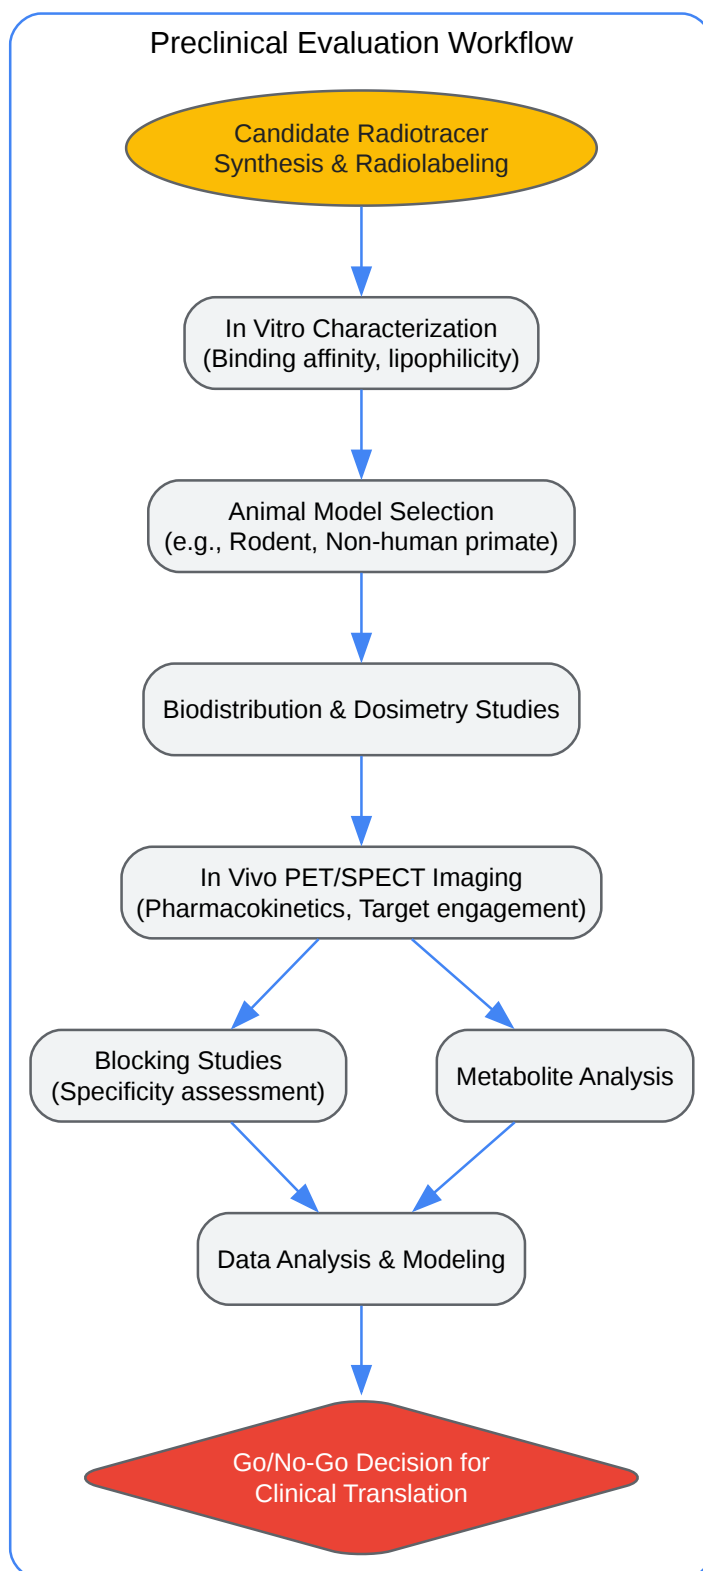 Preclinical Evaluation Workflow
Candidate Radiotracer
Synthesis & Radiolabeling
In Vitro Characterization
(Binding affinity, lipophilicity)
Animal Model Selection
(e.g., Rodent, Non-human primate)
Biodistribution & Dosimetry Studies
In Vivo PET/SPECT Imaging
(Pharmacokinetics, Target engagement)
Blocking Studies
(Specificity assessment)
Metabolite Analysis
Data Analysis & Modeling
Go/No-Go Decision for
Clinical Translation